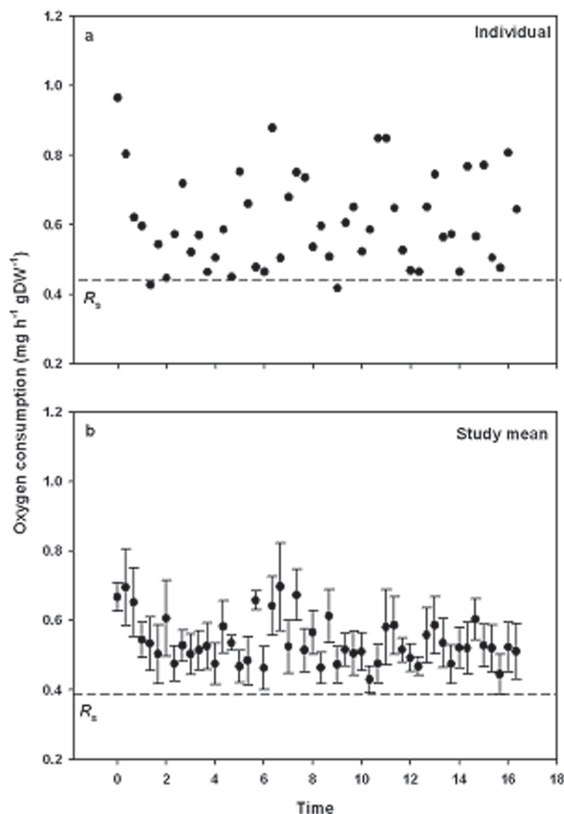 a
Individual
1.2
1.0
0.8
0.6
0.4
0.2
Rs
Oxygen consumption (mg h-1 gDW-1)
b
Study mean
1.2
1.0
0.8
0.6
0.4
0.2
Rs
0 2 4 6 8 10 12 14 16 18
Time